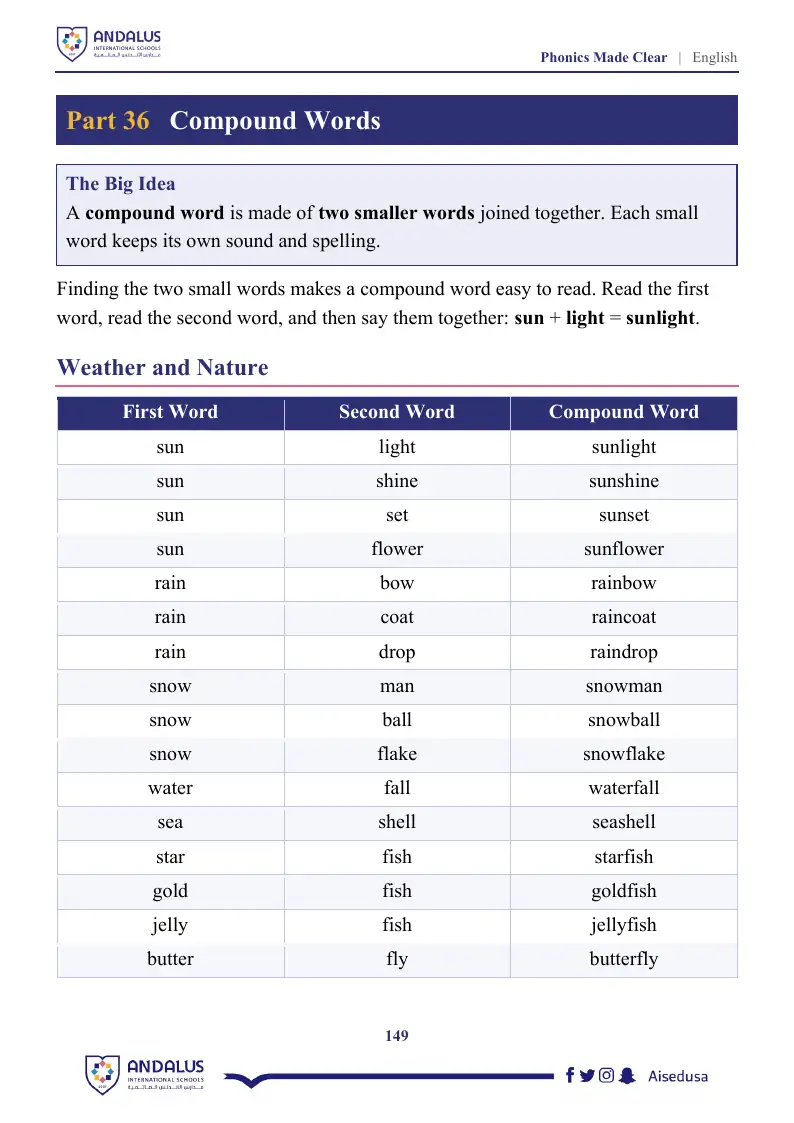 ANDALUS
INTERNATIONAL SCHOOLS
مدارس الأندلس العالمية
Phonics Made Clear | English
Part 36 Compound Words
The Big Idea
A compound word is made of two smaller words joined together. Each small
word keeps its own sound and spelling.
Finding the two small words makes a compound word easy to read. Read the first
word, read the second word, and then say them together: sun + light = sunlight.
Weather and Nature
First Word Second Word Compound Word
sun light sunlight
sun shine sunshine
sun set sunset
sun flower sunflower
rain bow rainbow
rain coat raincoat
rain drop raindrop
snow man snowman
snow ball snowball
snow flake snowflake
water fall waterfall
sea shell seashell
star fish starfish
gold fish goldfish
jelly fish jellyfish
butter fly butterfly
149
ANDALUS
INTERNATIONAL SCHOOLS
مدارس الأندلس العالمية
Aisedusa